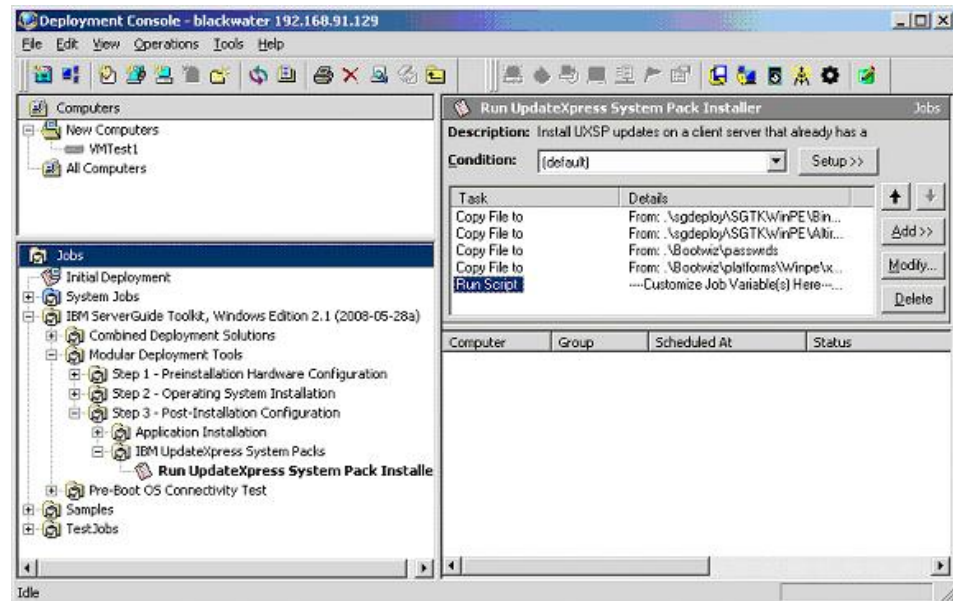 Deployment Console - blackwater 192.168.91.129
File Edit View Operations Tools Help
Computers
New Computers
VMTest1
All Computers
Jobs
Initial Deployment
System Jobs
IBM ServerGuide Toolkit, Windows Edition 2.1 (2008-05-28a)
Combined Deployment Solutions
Modular Deployment Tools
Step 1 - Preinstallation Hardware Configuration
Step 2 - Operating System Installation
Step 3 - Post-Installation Configuration
Application Installation
IBM UpdateXpress System Packs
Run UpdateXpress System Pack Installe
Pre-Boot OS Connectivity Test
Samples
TestJobs
Run UpdateXpress System Pack Installer Jobs
Description: Install UXSP updates on a client server that already has a
Condition: (default) Setup >>
Task Details
Copy File to From: .\sgdeploy\SGTKWinPE\Bin...
Copy File to From: .\sgdeploy\SGTKWinPE\Altir...
Copy File to From: .\Bootwiz\passwrds
Copy File to From: .\Bootwiz\platforms\Winpe\x...
Run Script ----Customize Job Variable(s) Here---...
Add >>
Modify...
Delete
Computer Group Scheduled At Status
Idle